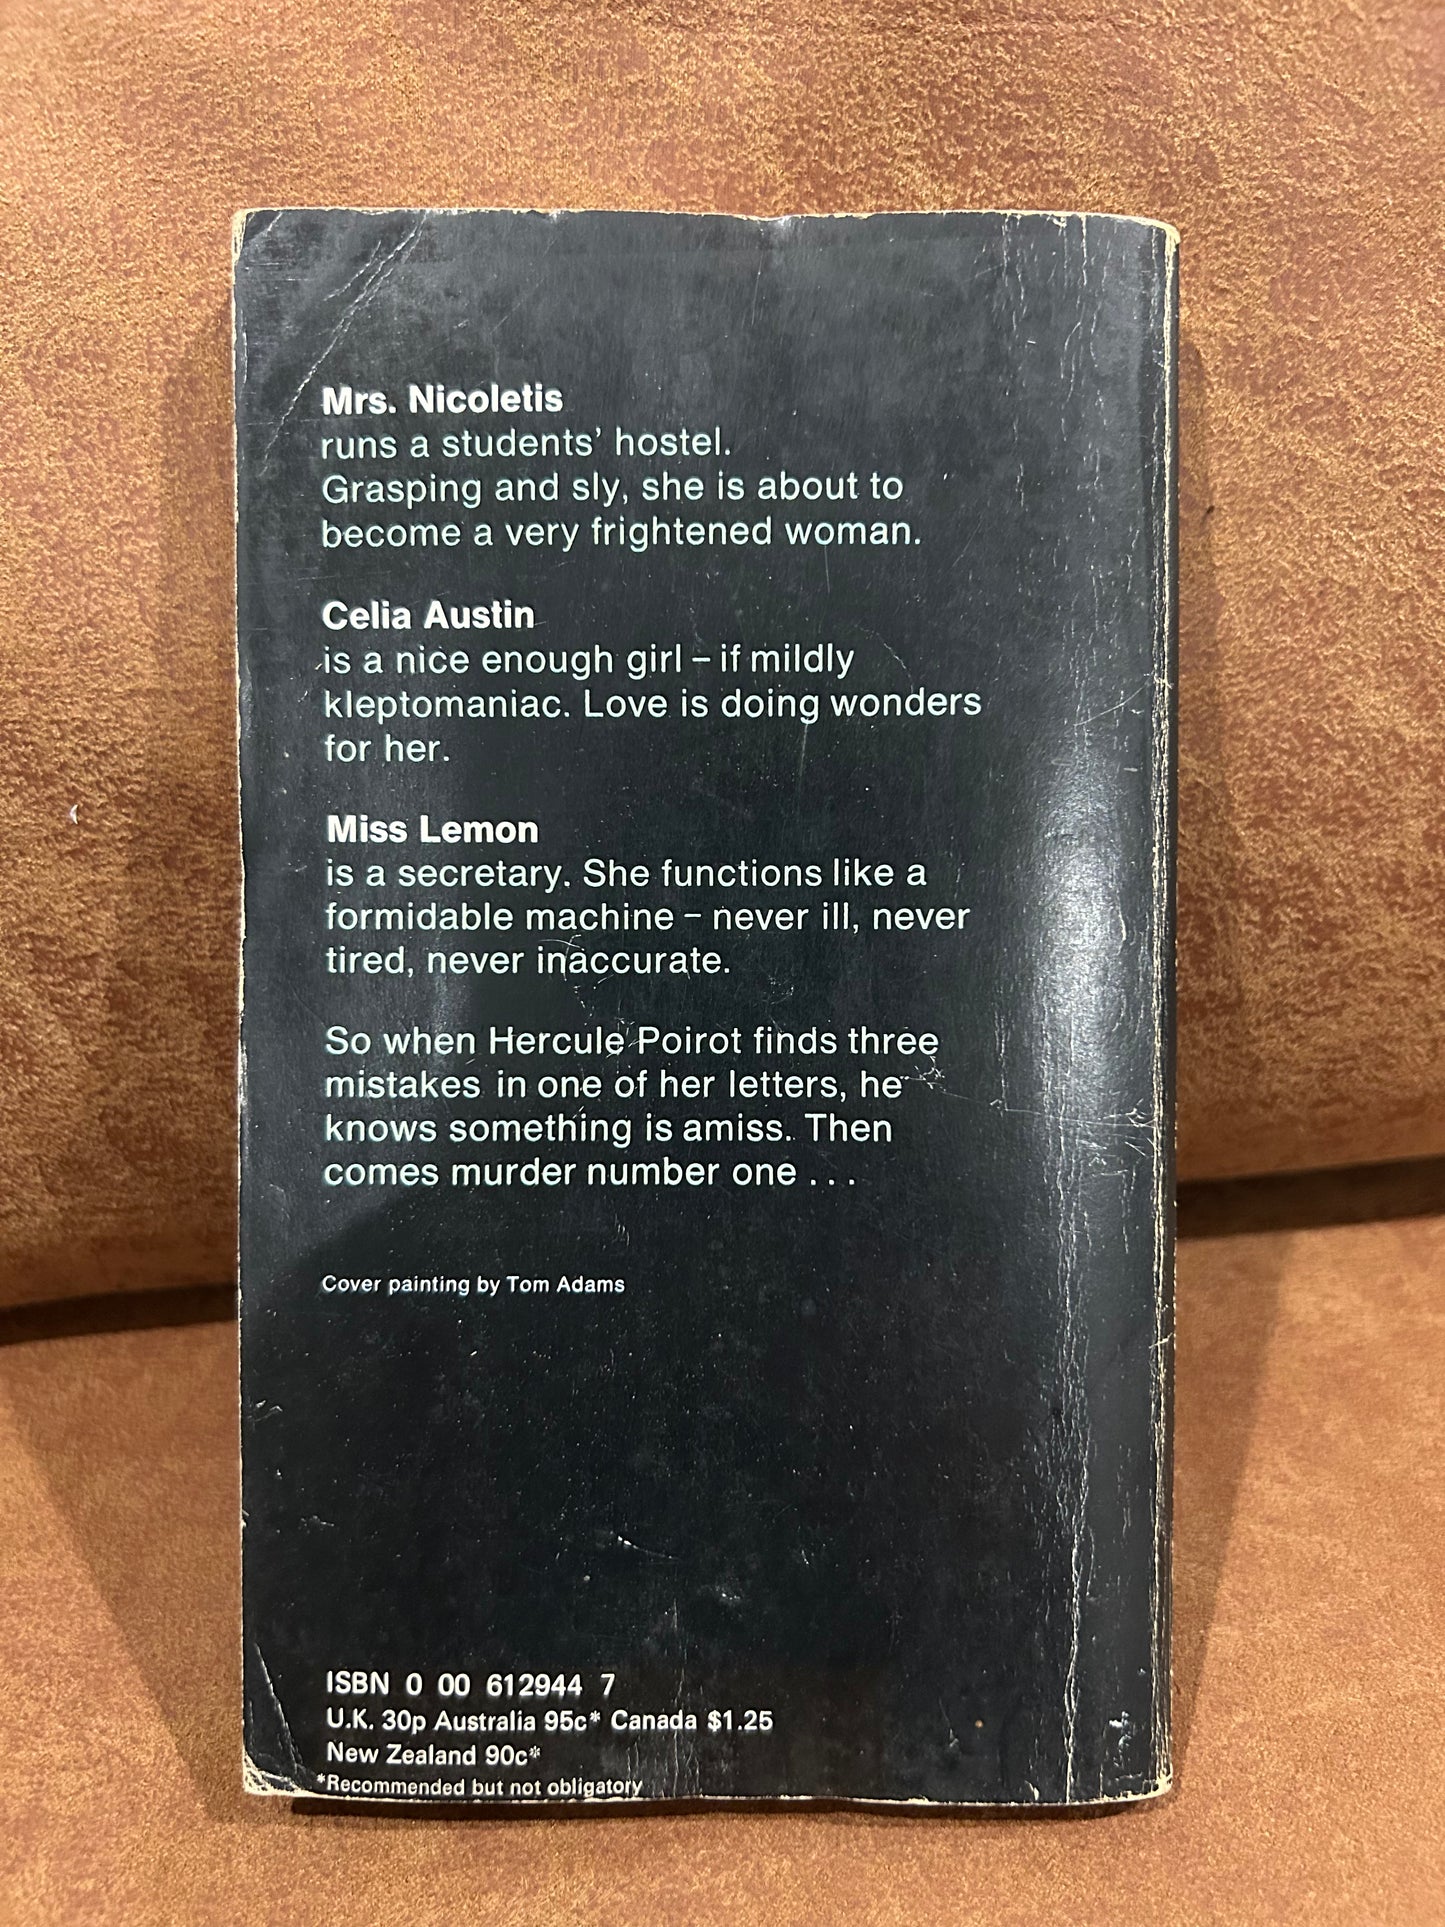 Mrs. Nicoletis
runs a students' hostel.
Grasping and sly, she is about to
become a very frightened woman.
Celia Austin
is a nice enough girl – if mildly
kleptomaniac. Love is doing wonders
for her.
Miss Lemon
is a secretary. She functions like a
formidable machine – never ill, never
tired, never inaccurate.
So when Hercule Poirot finds three
mistakes in one of her letters, he
knows something is amiss. Then
comes murder number one . . .
Cover painting by Tom Adams
ISBN 0 00 612944 7
U.K. 30p Australia 95c* Canada $1.25
New Zealand 90c*
*Recommended but not obligatory